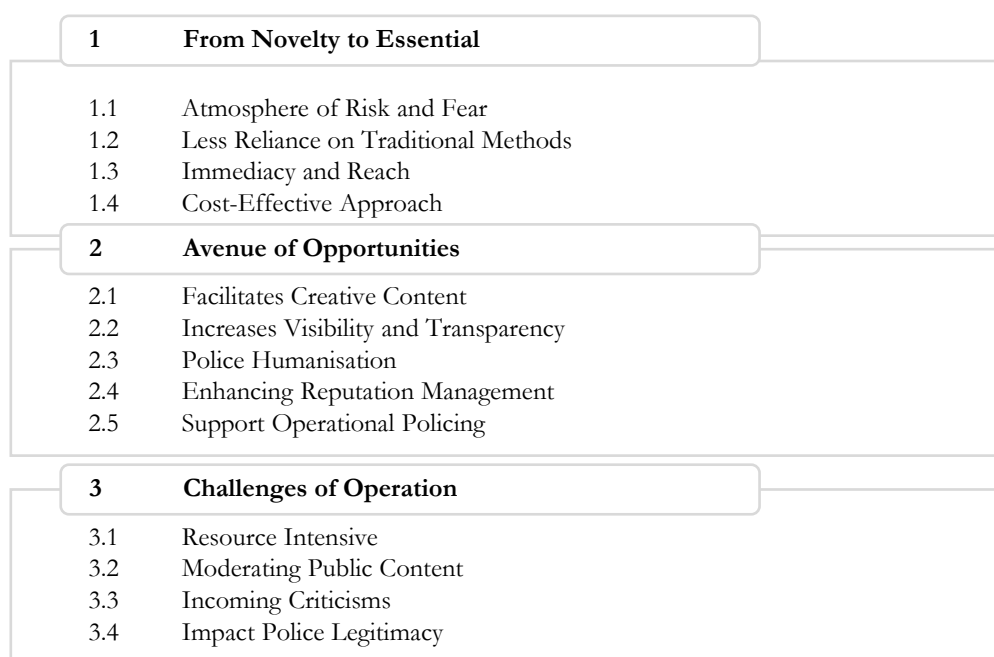 1 From Novelty to Essential
1.1 Atmosphere of Risk and Fear
1.2 Less Reliance on Traditional Methods
1.3 Immediacy and Reach
1.4 Cost-Effective Approach
2 Avenue of Opportunities
2.1 Facilitates Creative Content
2.2 Increases Visibility and Transparency
2.3 Police Humanisation
2.4 Enhancing Reputation Management
2.5 Support Operational Policing
3 Challenges of Operation
3.1 Resource Intensive
3.2 Moderating Public Content
3.3 Incoming Criticisms
3.4 Impact Police Legitimacy